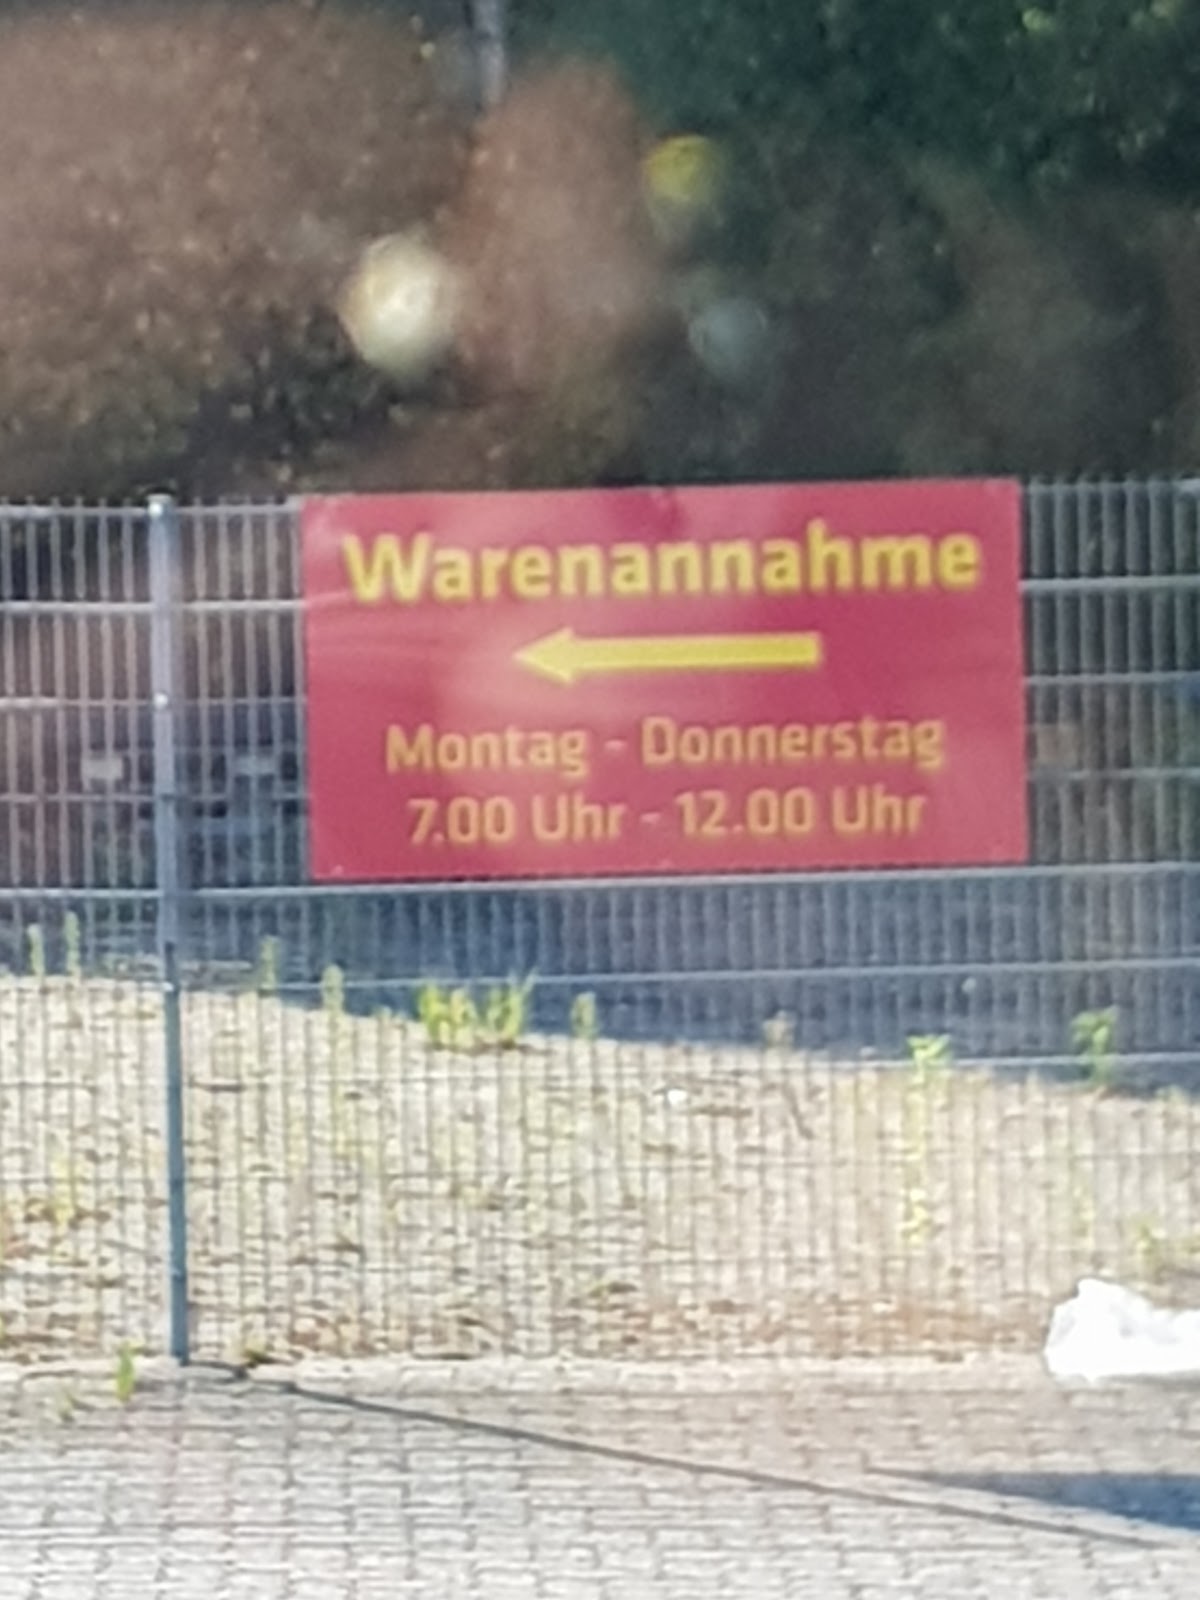 Warenannahme
Montag - Donnerstag
7.00 Uhr - 12.00 Uhr